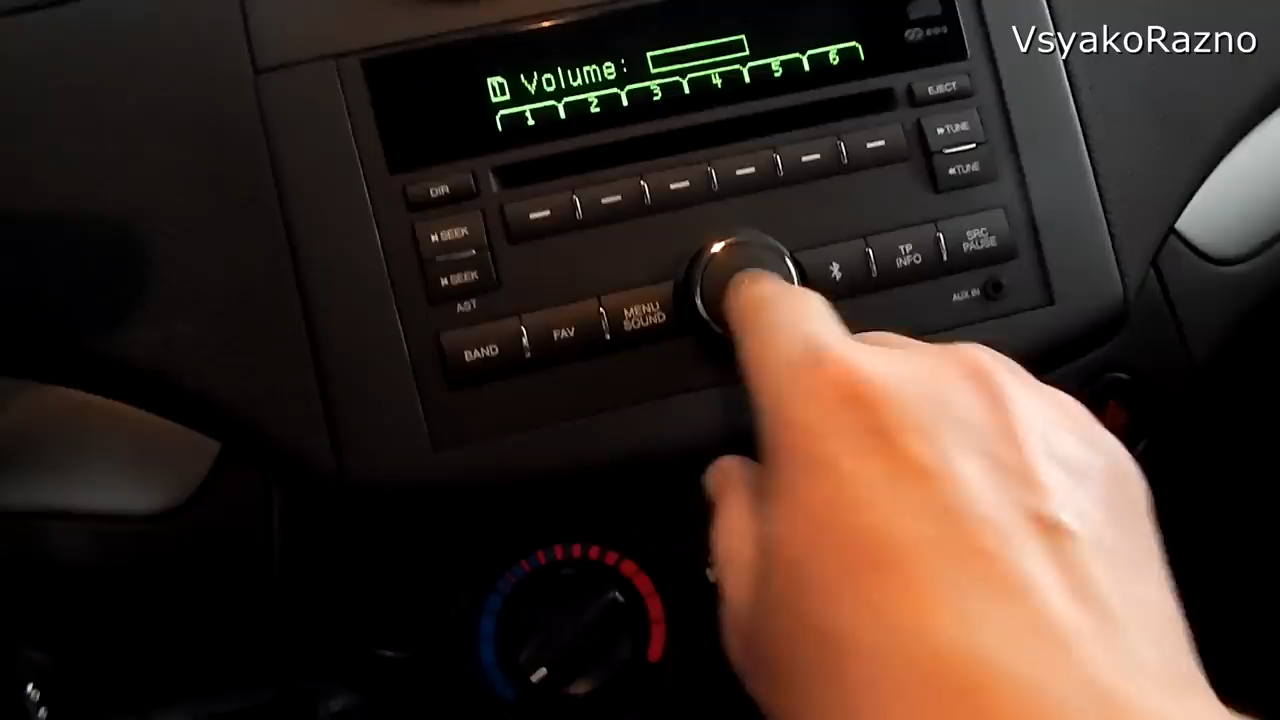 VsyakoRazno
Volume:
1 2 3 4 5 6
EJECT
TUNE
TUNE
DIR
SEEK
SEEK
AST
BAND
FAV
MENU
SOUND
TP
INFO
SRC
PAUSE
AUX IN